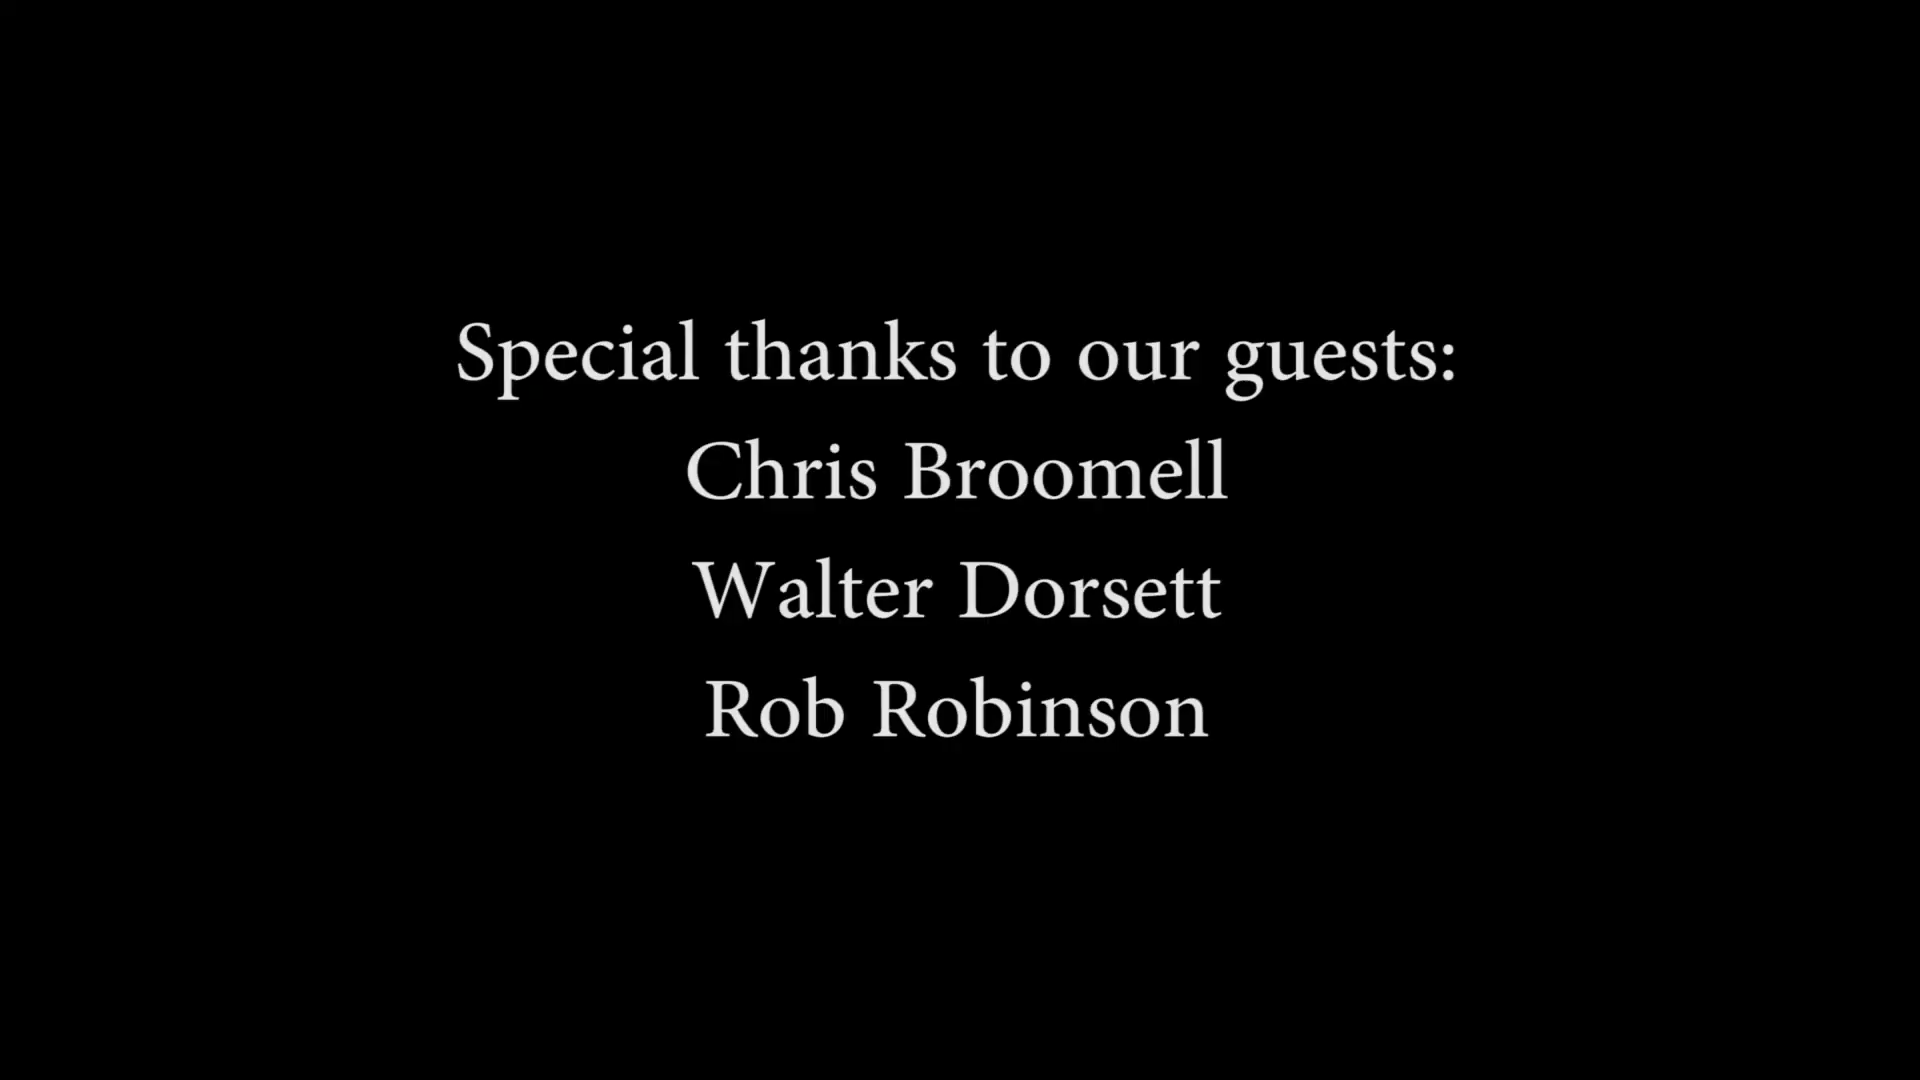 Special thanks to our guests:
Chris Broomell
Walter Dorsett
Rob Robinson